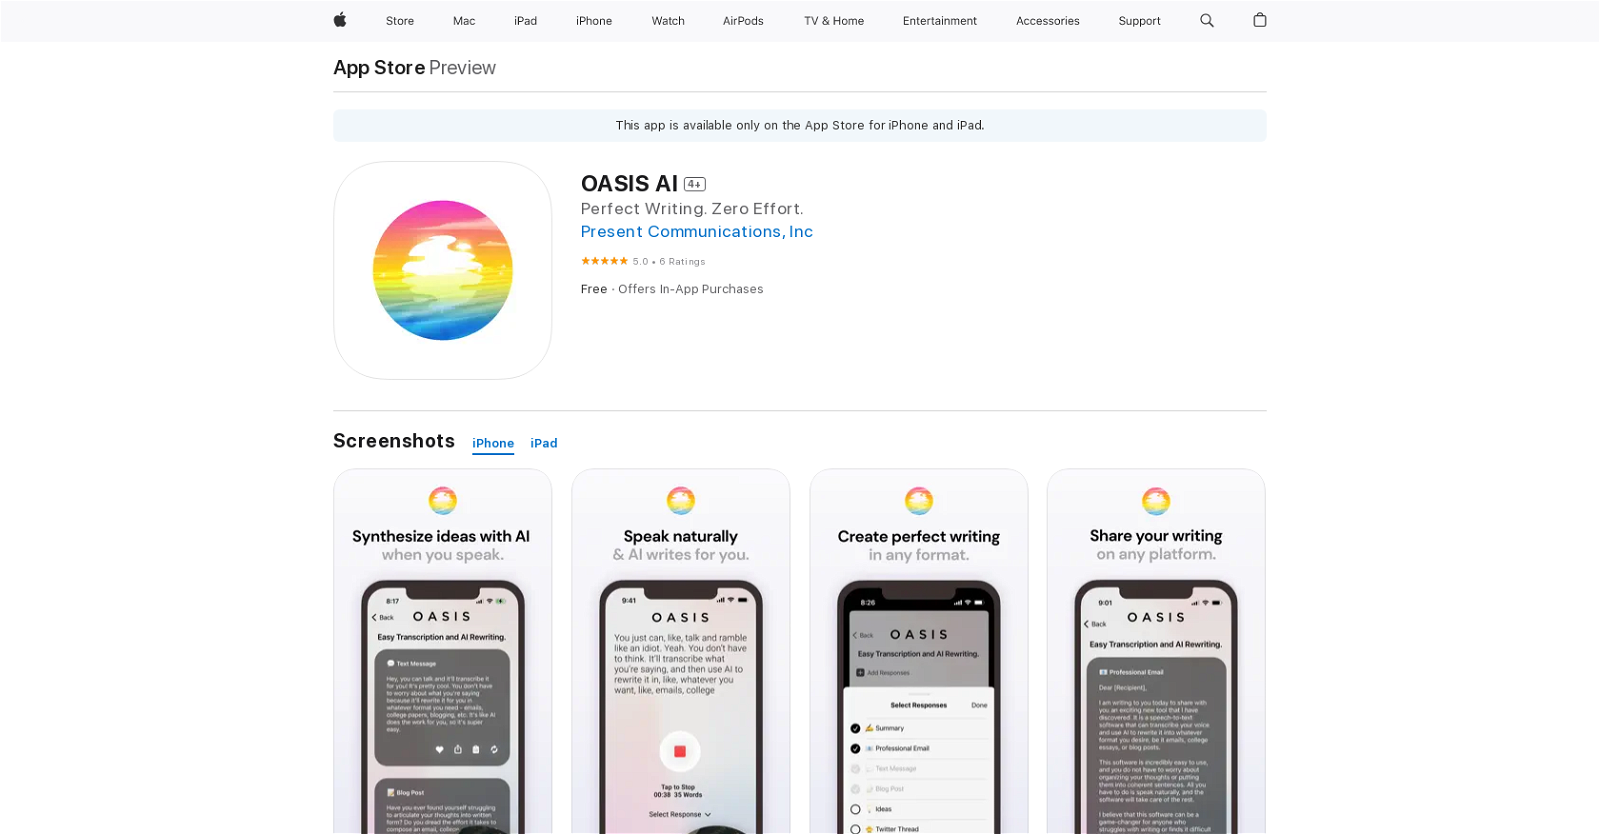 Store Mac iPad iPhone Watch AirPods TV & Home Entertainment Accessories Support
App Store Preview
This app is available only on the App Store for iPhone and iPad.
OASIS AI 4+
Perfect Writing. Zero Effort.
Present Communications, Inc
★★★★★ 5.0 • 6 Ratings
Free · Offers In-App Purchases
Screenshots iPhone iPad
Synthesize ideas with AI
when you speak.
8:17
Back OASIS
Easy Transcription and AI Rewriting.
Text Message
Hey, you can talk and it'll transcribe it
for you! It's pretty cool. You don't have
to worry about what you're saying
because it'll rewrite it for you in
whatever format you need - emails,
college papers, blogging, etc. It's like AI
does the work for you, so it's super
easy.
Blog Post
Have you ever found yourself struggling
to articulate your thoughts into written
form? Do you dread the effort it takes to
compose an email, college
Speak naturally
& AI writes for you.
9:41
OASIS
You just can, like, talk and ramble
like an idiot. Yeah. You don't have
to think. It'll transcribe what
you're saying, and then use AI to
rewrite it in, like, whatever you
want, like, emails, college
Tap to Stop
00:38 35 Words
Select Response
Create perfect writing
in any format.
8:26
Back OASIS
Easy Transcription and AI Rewriting.
Add Responses
Select Responses Done
Summary
Professional Email
Text Message
Blog Post
Ideas
Twitter Thread
Share your writing
on any platform.
9:01
Back OASIS
Easy Transcription and AI Rewriting.
Professional Email
Dear [Recipient],
I am writing to you today to share with
you an exciting new tool that I have
discovered. It is a speech-to-text
software that can transcribe your voice
and use AI to rewrite it into whatever
format you desire, be it emails, college
essays, or blog posts.
This software is incredibly easy to use,
and you do not have to worry about
organizing your thoughts or putting
them into coherent sentences. All you
have to do is speak naturally, and the
software will take care of the rest.
I believe that this software can be a
game-changer for anyone who
struggles with writing or finds it difficult